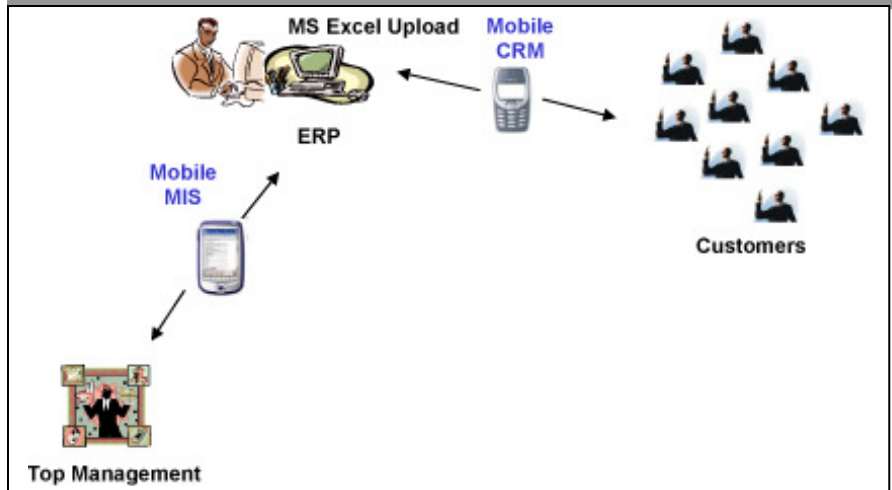 MS Excel Upload
Mobile
CRM
ERP
Mobile
MIS
Customers
Top Management